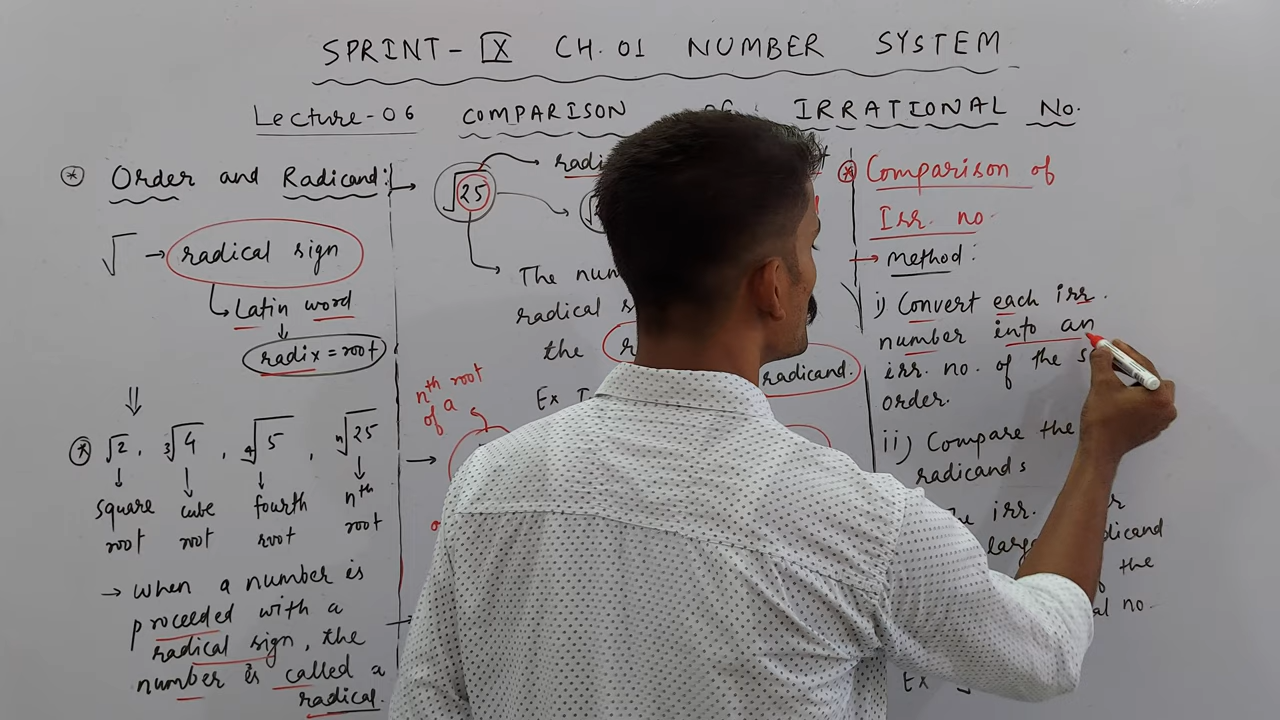 SPRINT- IX CH. 01 NUMBER SYSTEM
Lecture-06 COMPARISON OF IRRATIONAL No.
* Order and Radicand:
√ → radical sign
Latin word
radix = root
* √2, ∛4, ∜5, ⁿ√25
square root
cube root
fourth root
nth root
→ When a number is
proceeded with a
radical sign, the
number is called a
radical.
→ √25
The num
radical s
the
radicand.
Ex
nth root
of a
* Comparison of
Irr. no.
→ Method:
i) Convert each irr.
number into an
irr. no. of the
order.
ii) Compare the
radicands
irr.
larg
the
no.
Ex